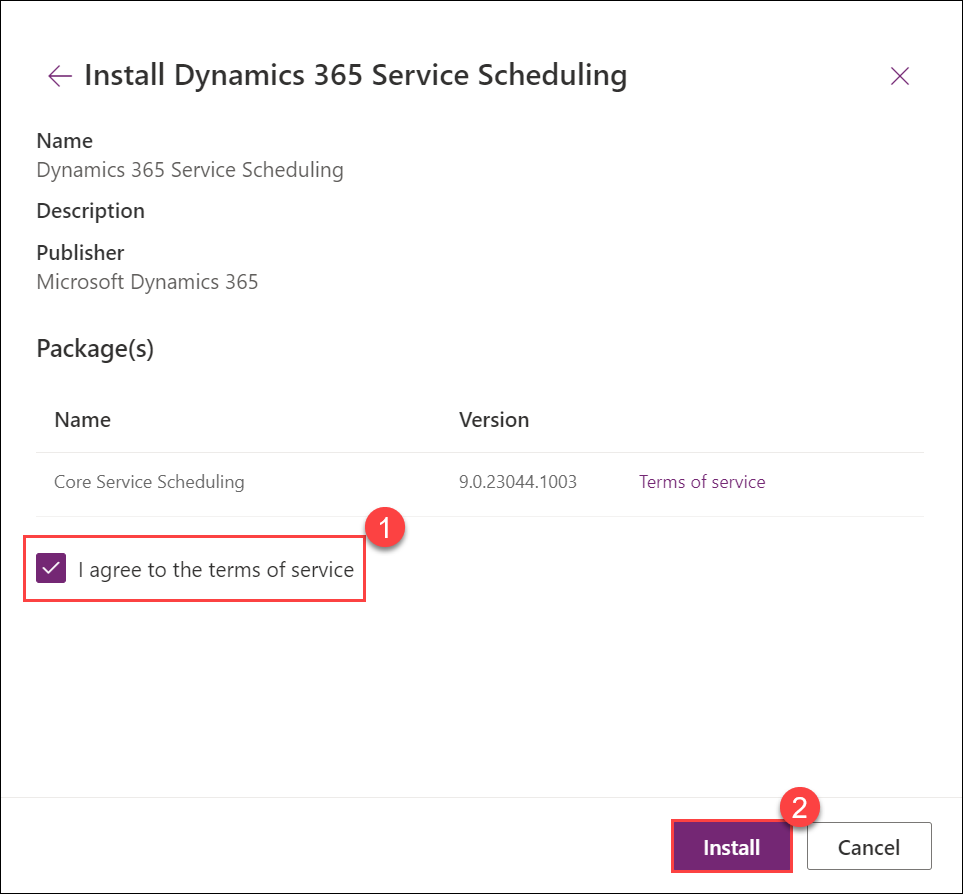 Install Dynamics 365 Service Scheduling
Name
Dynamics 365 Service Scheduling
Description
Publisher
Microsoft Dynamics 365
Package(s)
Name Version
Core Service Scheduling 9.0.23044.1003 Terms of service
1
I agree to the terms of service
2
Install Cancel